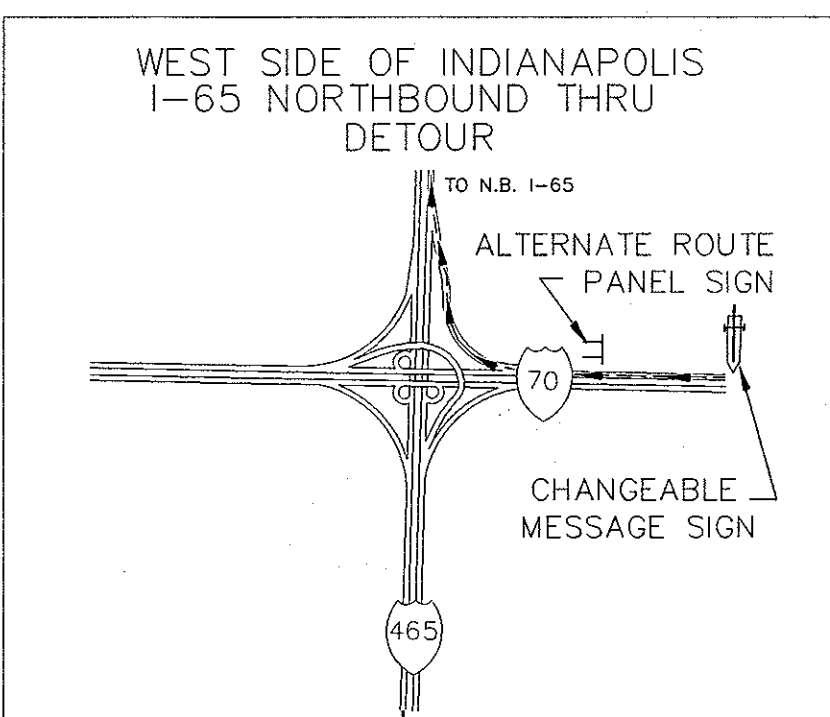 WEST SIDE OF INDIANAPOLIS
I-65 NORTHBOUND THRU
DETOUR
TO N.B. I-65
ALTERNATE ROUTE
PANEL SIGN
70
CHANGEABLE
MESSAGE SIGN
465